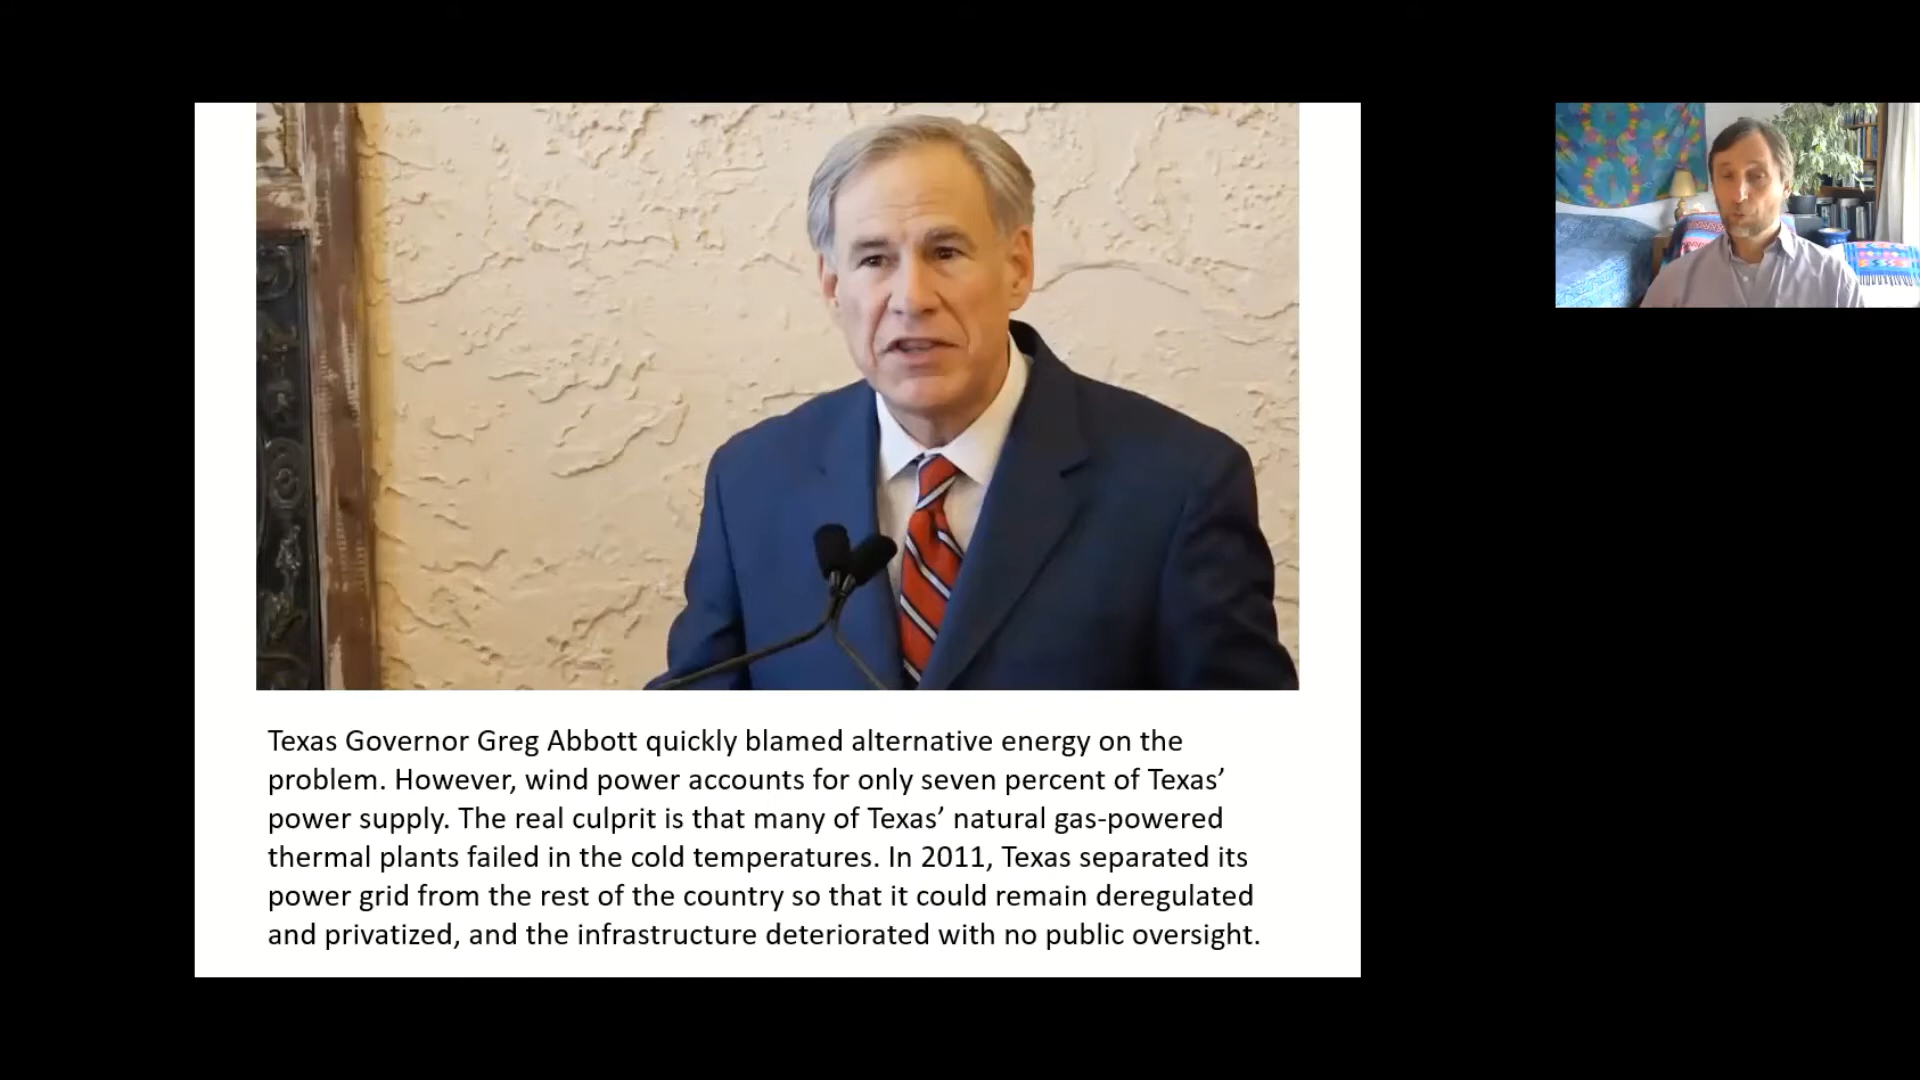 Texas Governor Greg Abbott quickly blamed alternative energy on the
problem. However, wind power accounts for only seven percent of Texas’
power supply. The real culprit is that many of Texas’ natural gas-powered
thermal plants failed in the cold temperatures. In 2011, Texas separated its
power grid from the rest of the country so that it could remain deregulated
and privatized, and the infrastructure deteriorated with no public oversight.